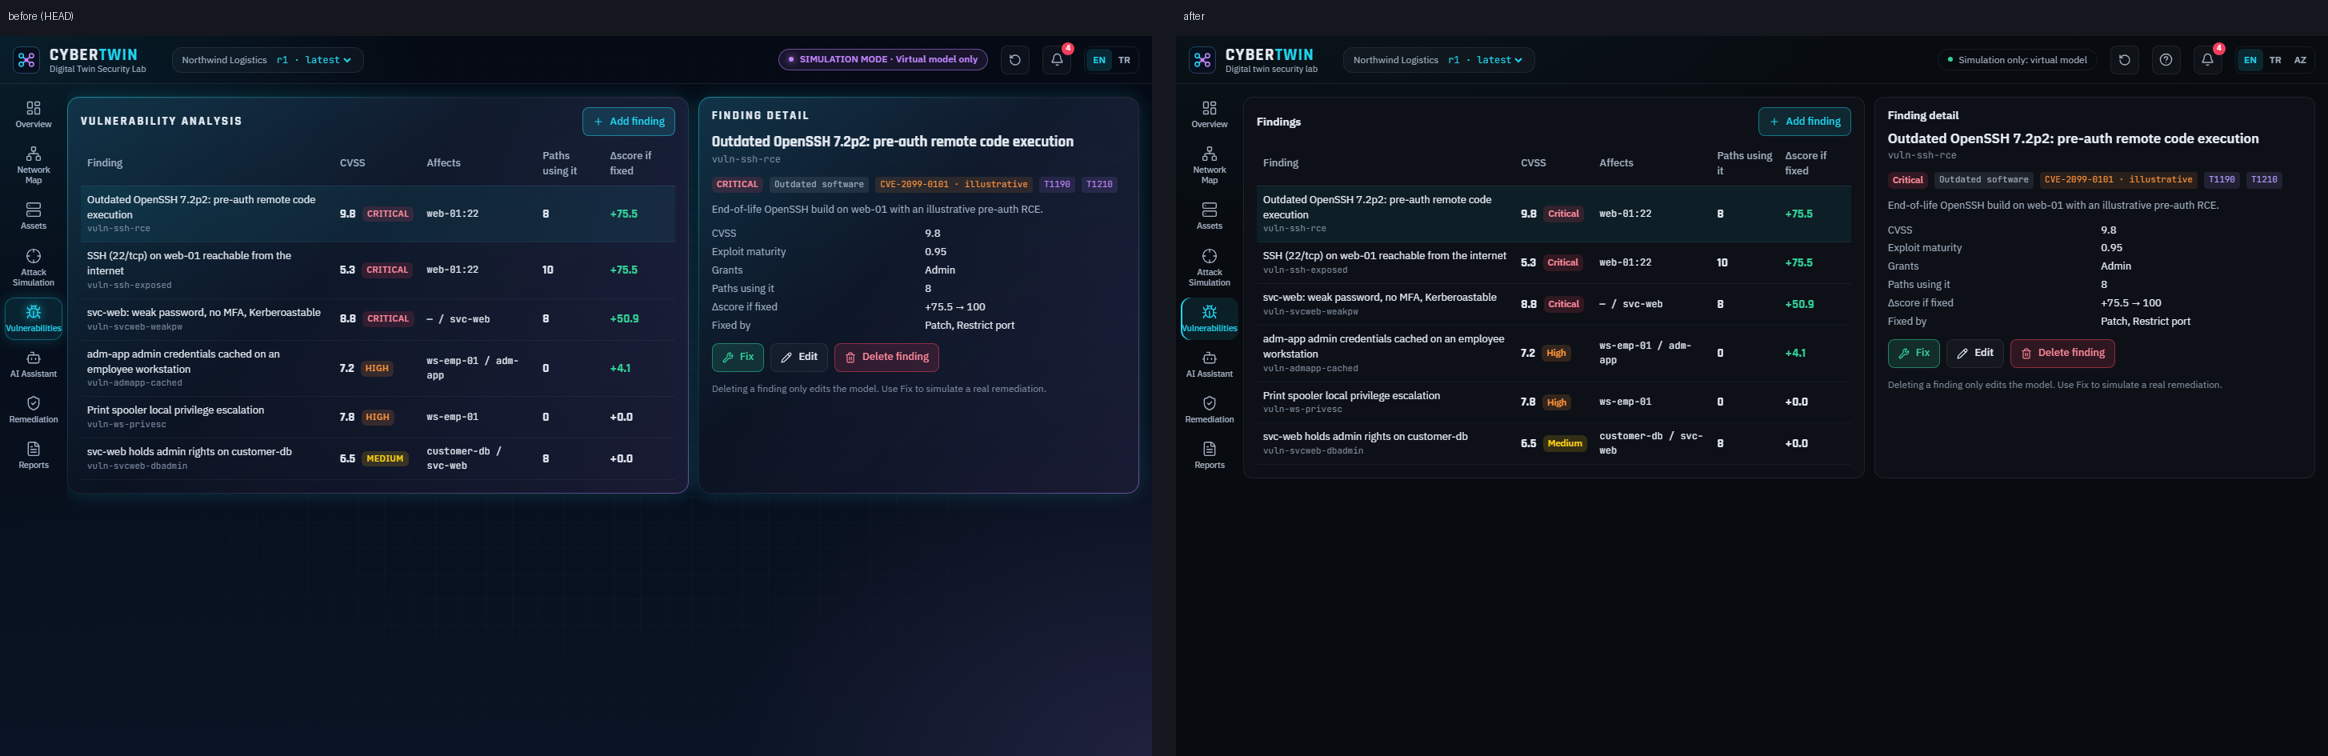 before (HEAD)
CYBERTWIN
Digital Twin Security Lab
Northwind Logistics r1 · latest
SIMULATION MODE · Virtual model only
4
EN TR
Overview
Network
Map
Assets
Attack
Simulation
Vulnerabilities
AI Assistant
Remediation
Reports
VULNERABILITY ANALYSIS
+ Add finding
Finding CVSS Affects Paths using it Δscore if fixed
Outdated OpenSSH 7.2p2: pre-auth remote code
execution
vuln-ssh-rce
9.8 CRITICAL web-01:22 8 +75.5
SSH (22/tcp) on web-01 reachable from the
internet
vuln-ssh-exposed
5.3 CRITICAL web-01:22 10 +75.5
svc-web: weak password, no MFA, Kerberoastable
vuln-svcweb-weakpw
8.8 CRITICAL — / svc-web 8 +50.9
adm-app admin credentials cached on an
employee workstation
vuln-admapp-cached
7.2 HIGH ws-emp-01 / adm-app 0 +4.1
Print spooler local privilege escalation
vuln-ws-privesc
7.8 HIGH ws-emp-01 0 +0.0
svc-web holds admin rights on customer-db
vuln-svcweb-dbadmin
6.5 MEDIUM customer-db / svc-web 8 +0.0
FINDING DETAIL
Outdated OpenSSH 7.2p2: pre-auth remote code execution
vuln-ssh-rce
CRITICAL Outdated software CVE-2099-0101 · illustrative T1190 T1210
End-of-life OpenSSH build on web-01 with an illustrative pre-auth RCE.
CVSS 9.8
Exploit maturity 0.95
Grants Admin
Paths using it 8
Δscore if fixed +75.5 → 100
Fixed by Patch, Restrict port
Fix Edit Delete finding
Deleting a finding only edits the model. Use Fix to simulate a real remediation.
after
CYBERTWIN
Digital twin security lab
Northwind Logistics r1 · latest
Simulation only: virtual model
4
EN TR AZ
Overview
Network
Map
Assets
Attack
Simulation
Vulnerabilities
AI Assistant
Remediation
Reports
Findings
+ Add finding
Finding CVSS Affects Paths using it Δscore if fixed
Outdated OpenSSH 7.2p2: pre-auth remote code
execution
vuln-ssh-rce
9.8 Critical web-01:22 8 +75.5
SSH (22/tcp) on web-01 reachable from the internet
vuln-ssh-exposed
5.3 Critical web-01:22 10 +75.5
svc-web: weak password, no MFA, Kerberoastable
vuln-svcweb-weakpw
8.8 Critical — / svc-web 8 +50.9
adm-app admin credentials cached on an employee
workstation
vuln-admapp-cached
7.2 High ws-emp-01 / adm-app 0 +4.1
Print spooler local privilege escalation
vuln-ws-privesc
7.8 High ws-emp-01 0 +0.0
svc-web holds admin rights on customer-db
vuln-svcweb-dbadmin
6.5 Medium customer-db / svc-web 8 +0.0
Finding detail
Outdated OpenSSH 7.2p2: pre-auth remote code execution
vuln-ssh-rce
Critical Outdated software CVE-2099-0101 · illustrative T1190 T1210
End-of-life OpenSSH build on web-01 with an illustrative pre-auth RCE.
CVSS 9.8
Exploit maturity 0.95
Grants Admin
Paths using it 8
Δscore if fixed +75.5 → 100
Fixed by Patch, Restrict port
Fix Edit Delete finding
Deleting a finding only edits the model. Use Fix to simulate a real remediation.